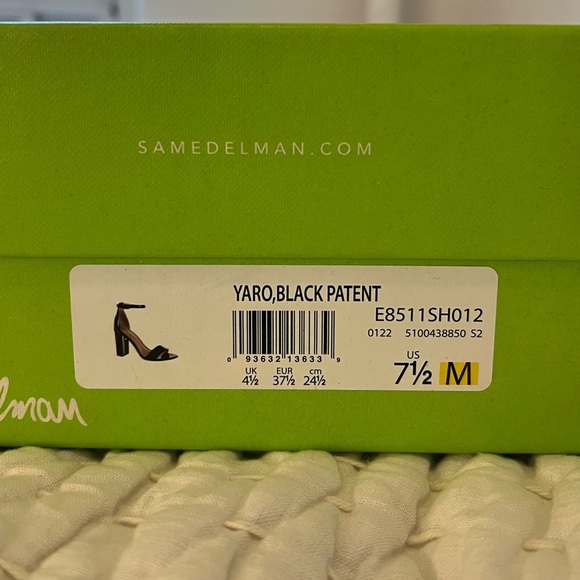 SAMEDELMAN.COM
YARO,BLACK PATENT
E8511SH012
0122 5100438850 S2
0 93632 13633 9
UK EUR cm
4½ 37½ 24½
US
7½ M